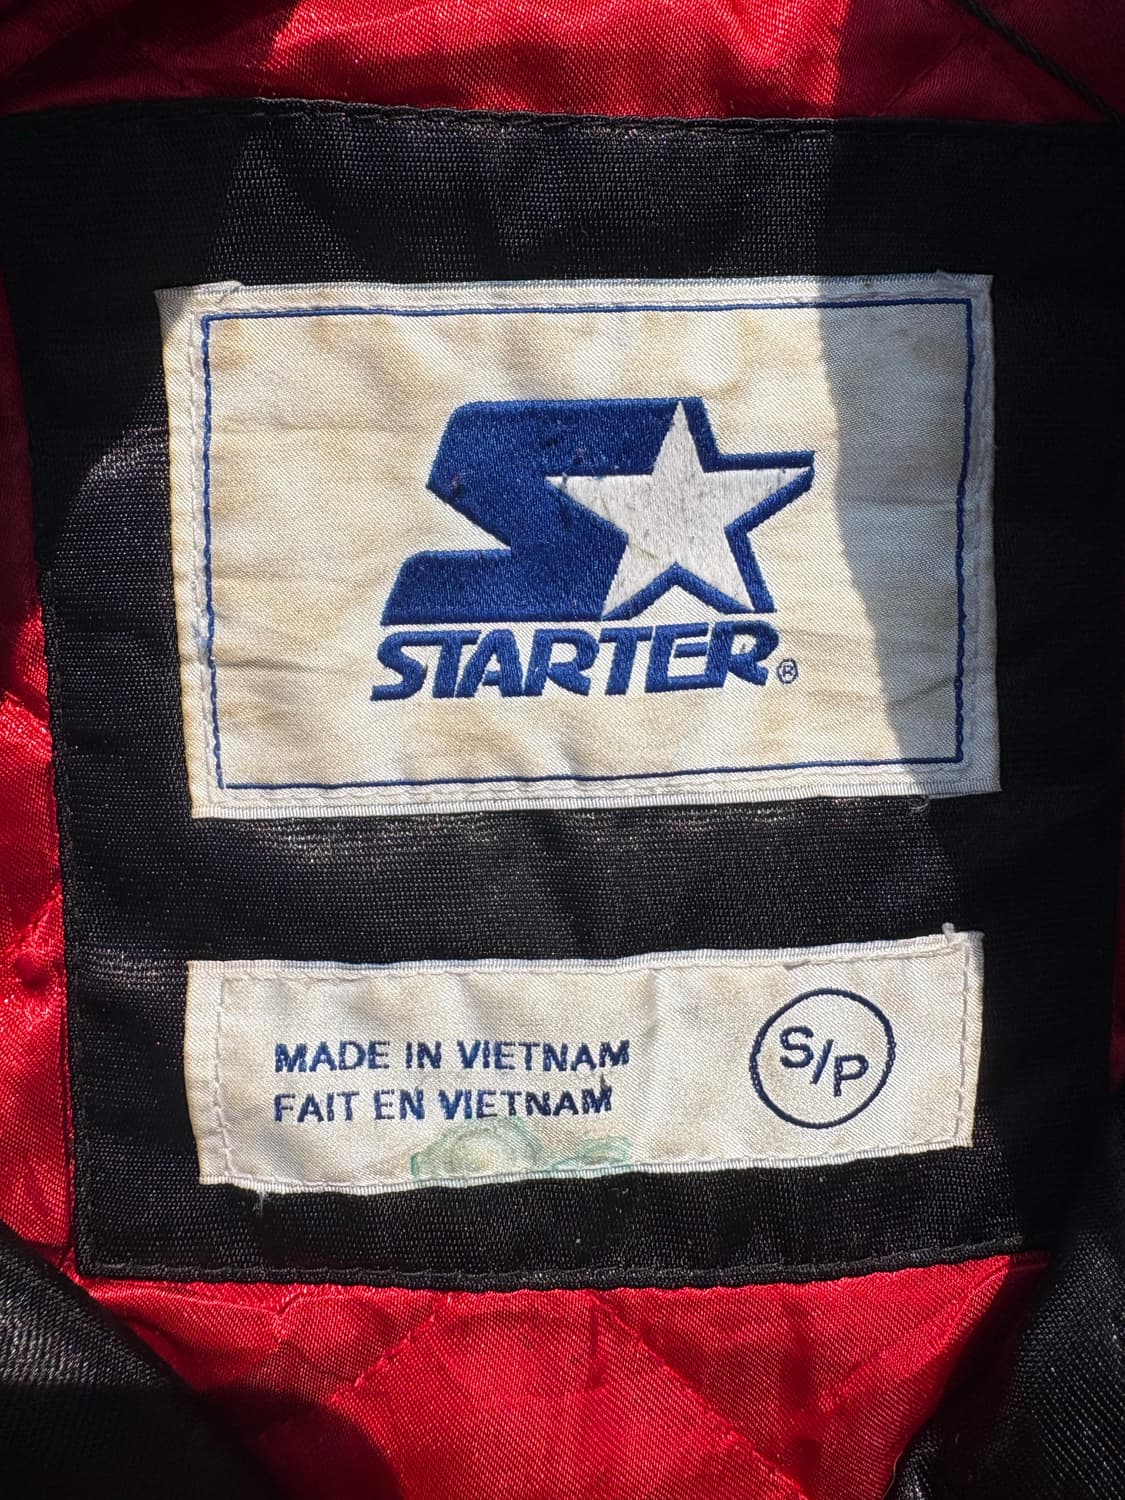 STARTER®
MADE IN VIETNAM
FAIT EN VIETNAM
S/P